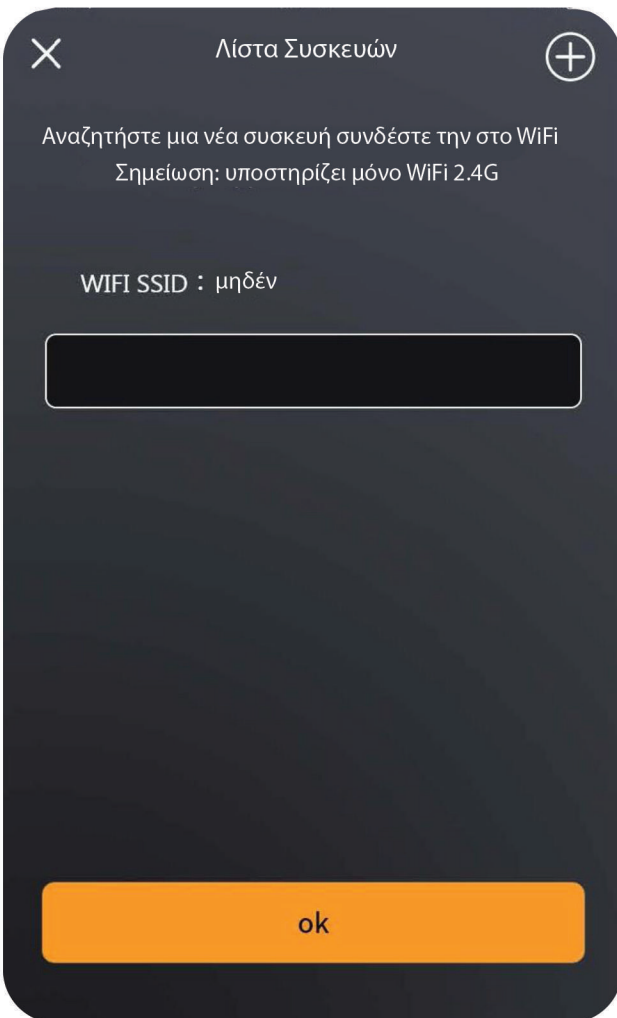 Λίστα Συσκευών
Αναζητήστε μια νέα συσκευή συνδέστε την στο WiFi
Σημείωση: υποστηρίζει μόνο WiFi 2.4G
WIFI SSID : μηδέν
ok